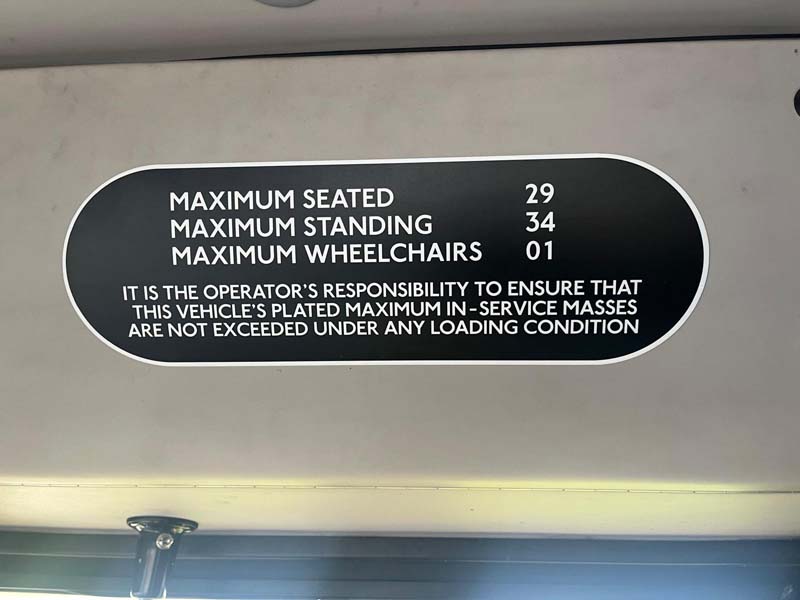 MAXIMUM SEATED 29
MAXIMUM STANDING 34
MAXIMUM WHEELCHAIRS 01
IT IS THE OPERATOR'S RESPONSIBILITY TO ENSURE THAT
THIS VEHICLE'S PLATED MAXIMUM IN-SERVICE MASSES
ARE NOT EXCEEDED UNDER ANY LOADING CONDITION